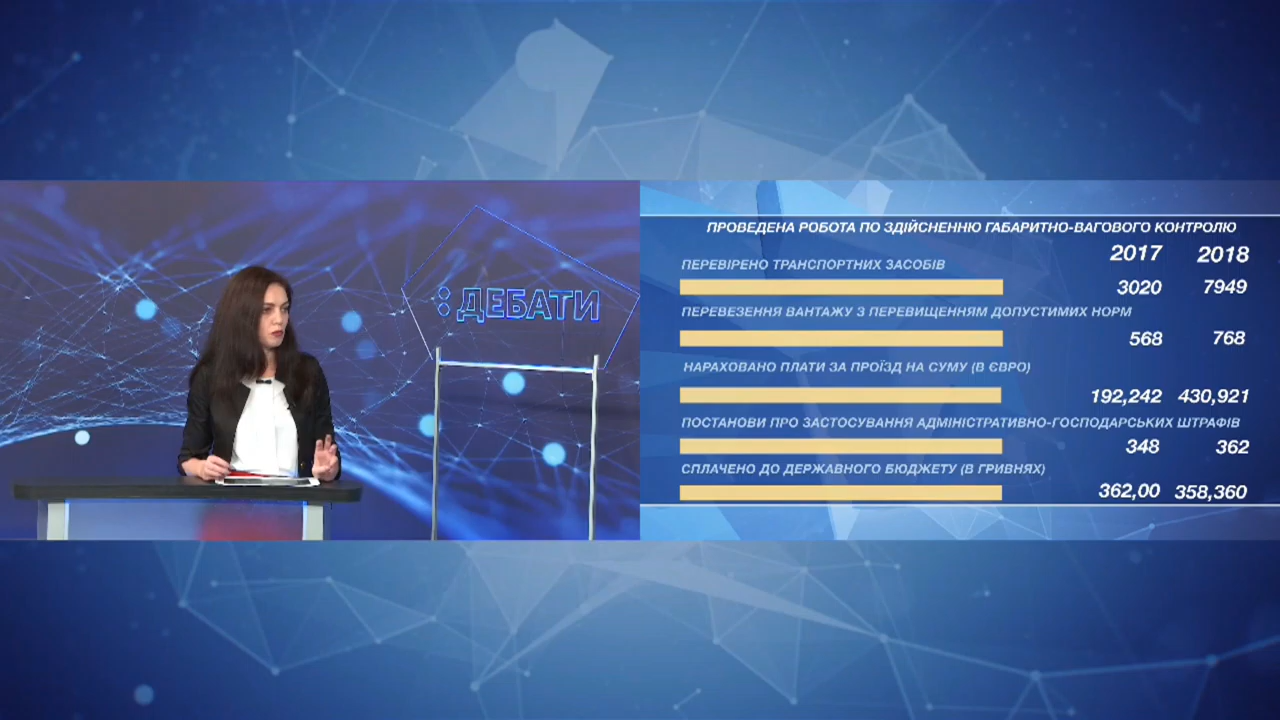 :ДЕБАТИ
ПРОВЕДЕНА РОБОТА ПО ЗДІЙСНЕННЮ ГАБАРИТНО-ВАГОВОГО КОНТРОЛЮ
2017 2018
ПЕРЕВІРЕНО ТРАНСПОРТНИХ ЗАСОБІВ
3020 7949
ПЕРЕВЕЗЕННЯ ВАНТАЖУ З ПЕРЕВИЩЕННЯМ ДОПУСТИМИХ НОРМ
568 768
НАРАХОВАНО ПЛАТИ ЗА ПРОЇЗД НА СУМУ (В ЄВРО)
192,242 430,921
ПОСТАНОВИ ПРО ЗАСТОСУВАННЯ АДМІНІСТРАТИВНО-ГОСПОДАРСЬКИХ ШТРАФІВ
348 362
СПЛАЧЕНО ДО ДЕРЖАВНОГО БЮДЖЕТУ (В ГРИВНЯХ)
362,00 358,360